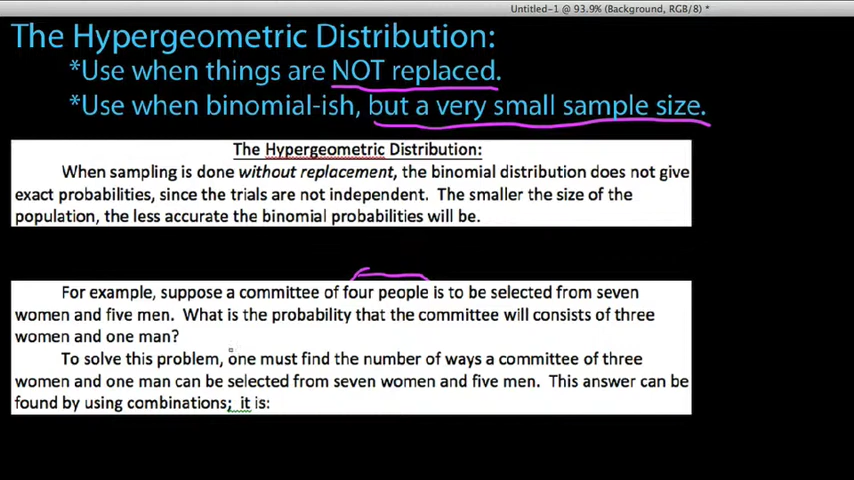 Untitled-1 @ 93.9% (Background, RGB/8) *
The Hypergeometric Distribution:
*Use when things are NOT replaced.
*Use when binomial-ish, but a very small sample size.
The Hypergeometric Distribution:
When sampling is done without replacement, the binomial distribution does not give
exact probabilities, since the trials are not independent. The smaller the size of the
population, the less accurate the binomial probabilities will be.
For example, suppose a committee of four people is to be selected from seven
women and five men. What is the probability that the committee will consists of three
women and one man?
To solve this problem, one must find the number of ways a committee of three
women and one man can be selected from seven women and five men. This answer can be
found by using combinations; it is: